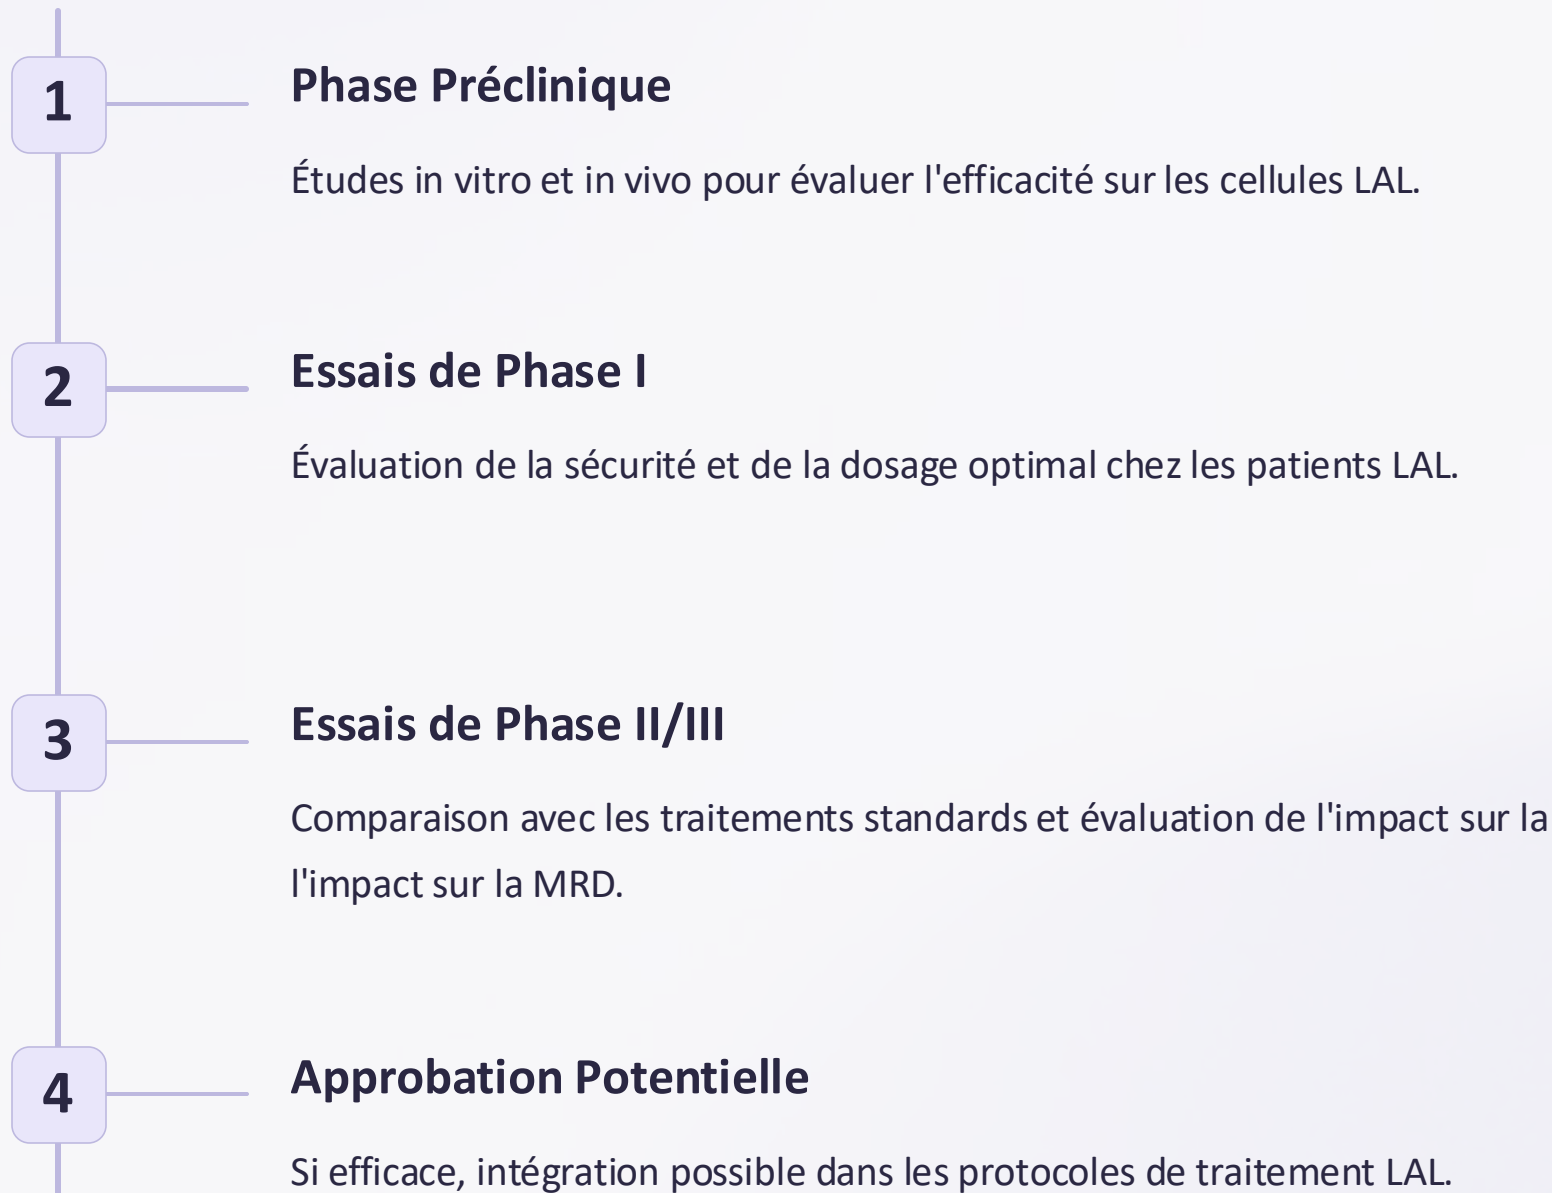 1
Phase Préclinique
Études in vitro et in vivo pour évaluer l'efficacité sur les cellules LAL.
2
Essais de Phase I
Évaluation de la sécurité et de la dosage optimal chez les patients LAL.
3
Essais de Phase II/III
Comparaison avec les traitements standards et évaluation de l'impact sur la
l'impact sur la MRD.
4
Approbation Potentielle
Si efficace, intégration possible dans les protocoles de traitement LAL.